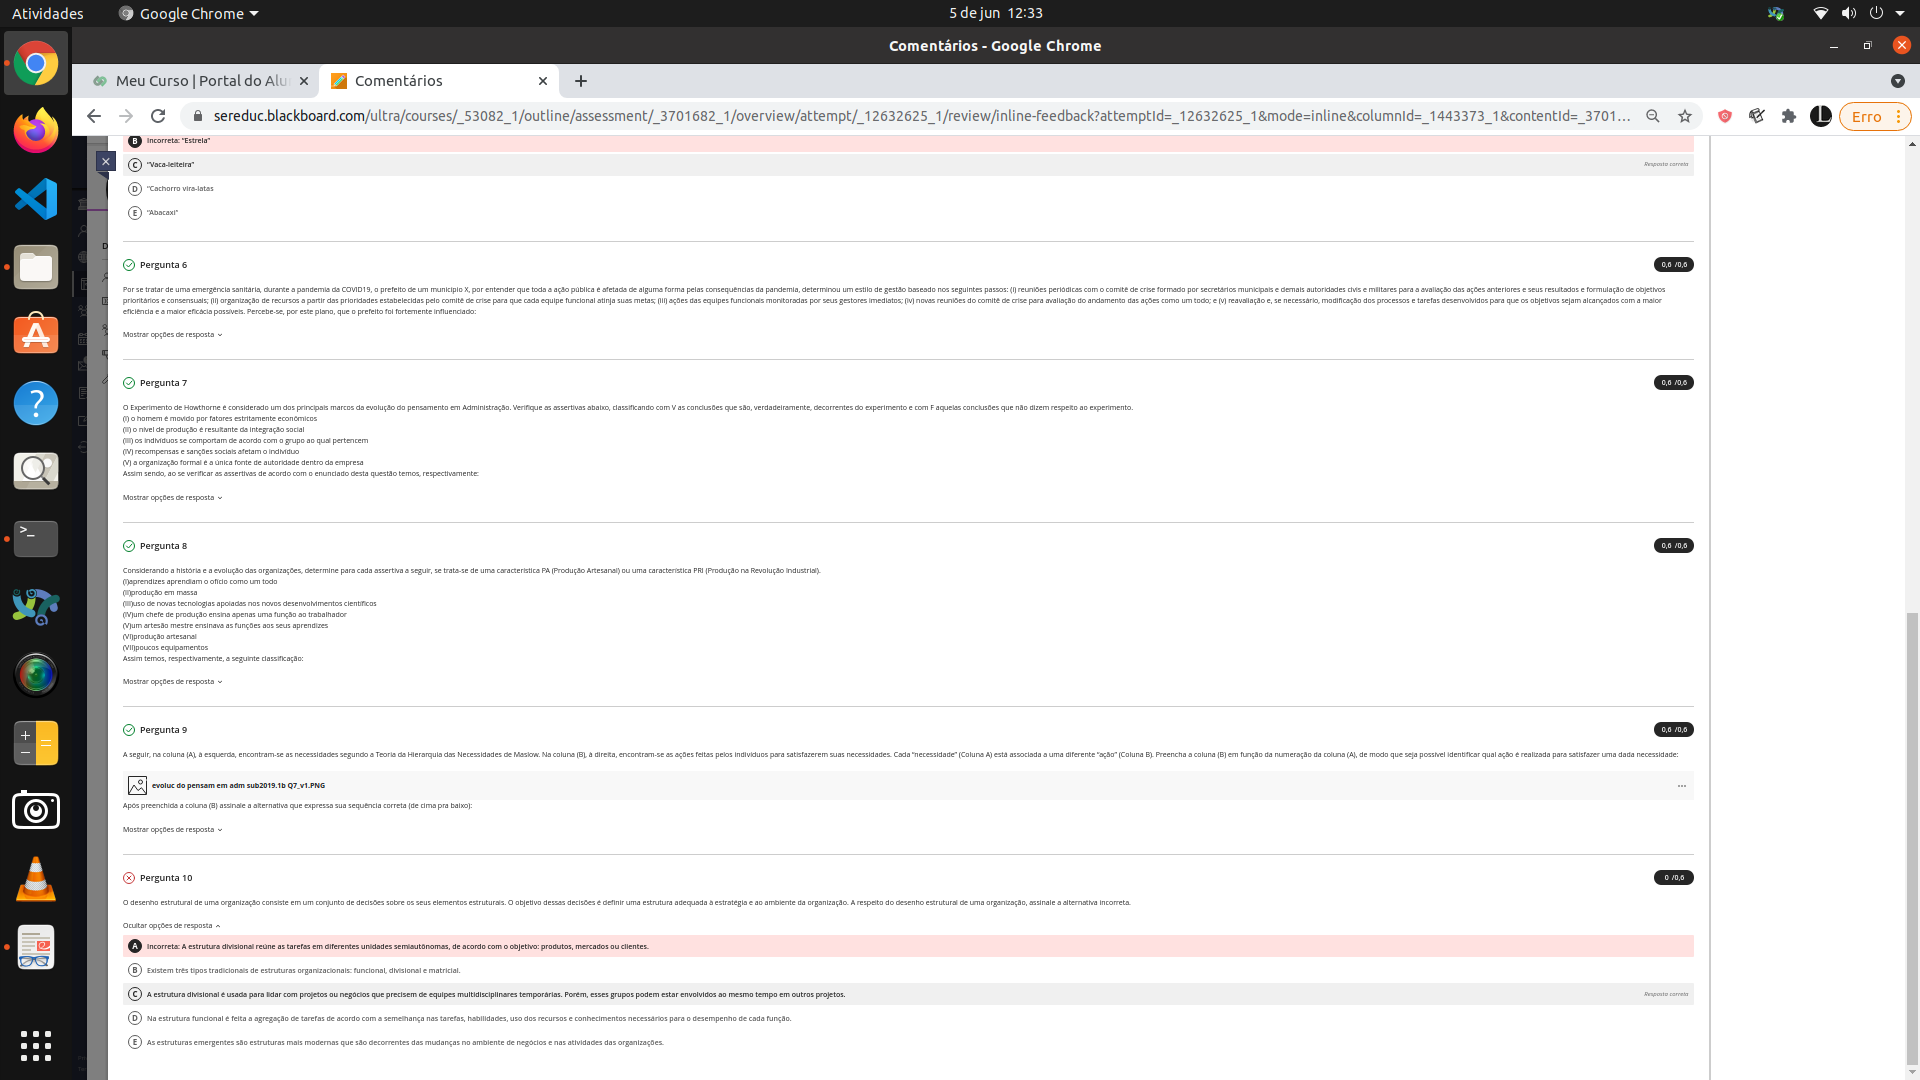 Atividades
Google Chrome
5 de jun 12:33
Comentários - Google Chrome
Meu Curso | Portal do Alu
Comentários
sereduc.blackboard.com/ultra/courses/_53082_1/outline/assessment/_3701682_1/overview/attempt/_12632625_1/review/inline-feedback?attemptId=_12632625_1&mode=inline&columnId=_1443373_1&contentId=_3701...
Erro
B Incorreta: "Estrela"
C "Vaca-leiteira"
Resposta correta
D "Cachorro vira-latas
E "Abacaxi"
Pergunta 6
0,6 /0,6
Por se tratar de uma emergência sanitária, durante a pandemia da COVID19, o prefeito de um município X, por entender que toda a ação pública é afetada de alguma forma pelas consequências da pandemia, determinou um estilo de gestão baseado nos seguintes passos: (i) reuniões periódicas com o comitê de crise formado por secretários municipais e demais autoridades civis e militares para a avaliação das ações anteriores e seus resultados e formulação de objetivos
prioritários e consensuais; (ii) organização de recursos a partir das prioridades estabelecidas pelo comitê de crise para que cada equipe funcional atinja suas metas; (iii) ações das equipes funcionais monitoradas por seus gestores imediatos; (iv) novas reuniões do comitê de crise para avaliação do andamento das ações como um todo; e (v) reavaliação e, se necessário, modificação dos processos e tarefas desenvolvidos para que os objetivos sejam alcançados com a maior
eficiência e a maior eficácia possíveis. Percebe-se, por este plano, que o prefeito foi fortemente influenciado:
Mostrar opções de resposta
Pergunta 7
0,6 /0,6
O Experimento de Howthorne é considerado um dos principais marcos da evolução do pensamento em Administração. Verifique as assertivas abaixo, classificando com V as conclusões que são, verdadeiramente, decorrentes do experimento e com F aquelas conclusões que não dizem respeito ao experimento.
(I) o homem é movido por fatores estritamente econômicos
(II) o nível de produção é resultante da integração social
(III) os indivíduos se comportam de acordo com o grupo ao qual pertencem
(IV) recompensas e sanções sociais afetam o indivíduo
(V) a organização formal é a única fonte de autoridade dentro da empresa
Assim sendo, ao se verificar as assertivas de acordo com o enunciado desta questão temos, respectivamente:
Mostrar opções de resposta
Pergunta 8
0,6 /0,6
Considerando a história e a evolução das organizações, determine para cada assertiva a seguir, se trata-se de uma característica PA (Produção Artesanal) ou uma característica PRI (Produção na Revolução Industrial).
(I)aprendizes aprendiam o ofício como um todo
(II)produção em massa
(III)uso de novas tecnologias apoiadas nos novos desenvolvimentos científicos
(IV)um chefe de produção ensina apenas uma função ao trabalhador
(V)um artesão mestre ensinava as funções aos seus aprendizes
(VI)produção artesanal
(VII)poucos equipamentos
Assim temos, respectivamente, a seguinte classificação:
Mostrar opções de resposta
Pergunta 9
0,6 /0,6
A seguir, na coluna (A), à esquerda, encontram-se as necessidades segundo a Teoria da Hierarquia das Necessidades de Maslow. Na coluna (B), à direita, encontram-se as ações feitas pelos indivíduos para satisfazerem suas necessidades. Cada "necessidade" (Coluna A) está associada a uma diferente "ação" (Coluna B). Preencha a coluna (B) em função da numeração da coluna (A), de modo que seja possível identificar qual ação é realizada para satisfazer uma dada necessidade:
evoluc do pensam em adm sub2019.1b Q7_v1.PNG
Após preenchida a coluna (B) assinale a alternativa que expressa sua sequência correta (de cima pra baixo):
Mostrar opções de resposta
Pergunta 10
0 /0,6
O desenho estrutural de uma organização consiste em um conjunto de decisões sobre os seus elementos estruturais. O objetivo dessas decisões é definir uma estrutura adequada à estratégia e ao ambiente da organização. A respeito do desenho estrutural de uma organização, assinale a alternativa incorreta.
Ocultar opções de resposta
A Incorreta: A estrutura divisional reúne as tarefas em diferentes unidades semiautônomas, de acordo com o objetivo: produtos, mercados ou clientes.
B Existem três tipos tradicionais de estruturas organizacionais: funcional, divisional e matricial.
C A estrutura divisional é usada para lidar com projetos ou negócios que precisem de equipes multidisciplinares temporárias. Porém, esses grupos podem estar envolvidos ao mesmo tempo em outros projetos.
Resposta correta
D Na estrutura funcional é feita a agregação de tarefas de acordo com a semelhança nas tarefas, habilidades, uso dos recursos e conhecimentos necessários para o desempenho de cada função.
E As estruturas emergentes são estruturas mais modernas que são decorrentes das mudanças no ambiente de negócios e nas atividades das organizações.